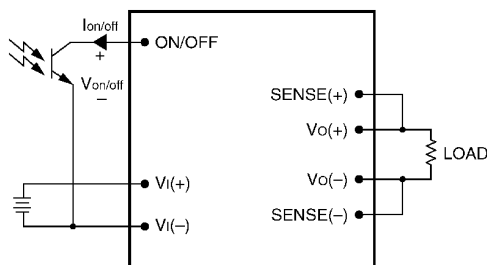 Ion/off
ON/OFF
+
Von/off
–
SENSE(+)
VO(+)
LOAD
VO(–)
SENSE(–)
VI(+)
VI(–)